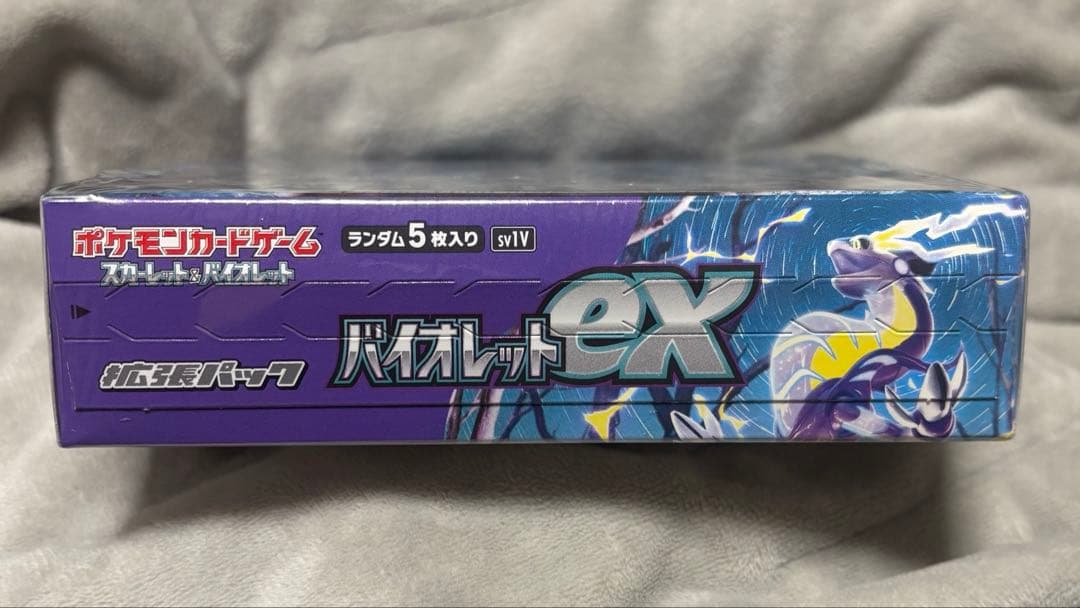 ポケモンカードゲーム
スカーレット&バイオレット
ランダム5枚入り SV1V
バイオレットex
拡張パック